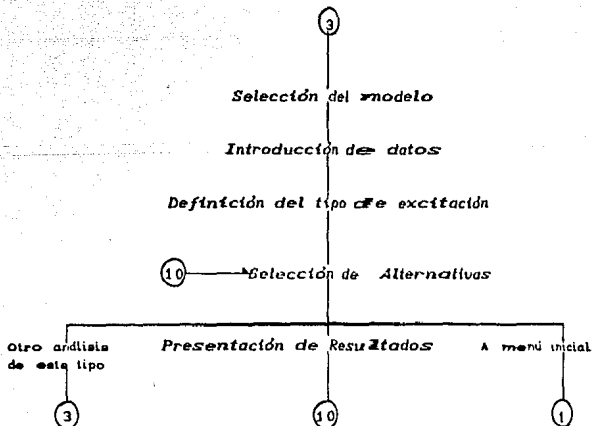 3
Selección del modelo
Introducción de datos
Definición del tipo de excitación
10
Selección de Alternativas
Otro análisis
de este tipo
Presentación de Resultados
A menú inicial
3
10
1